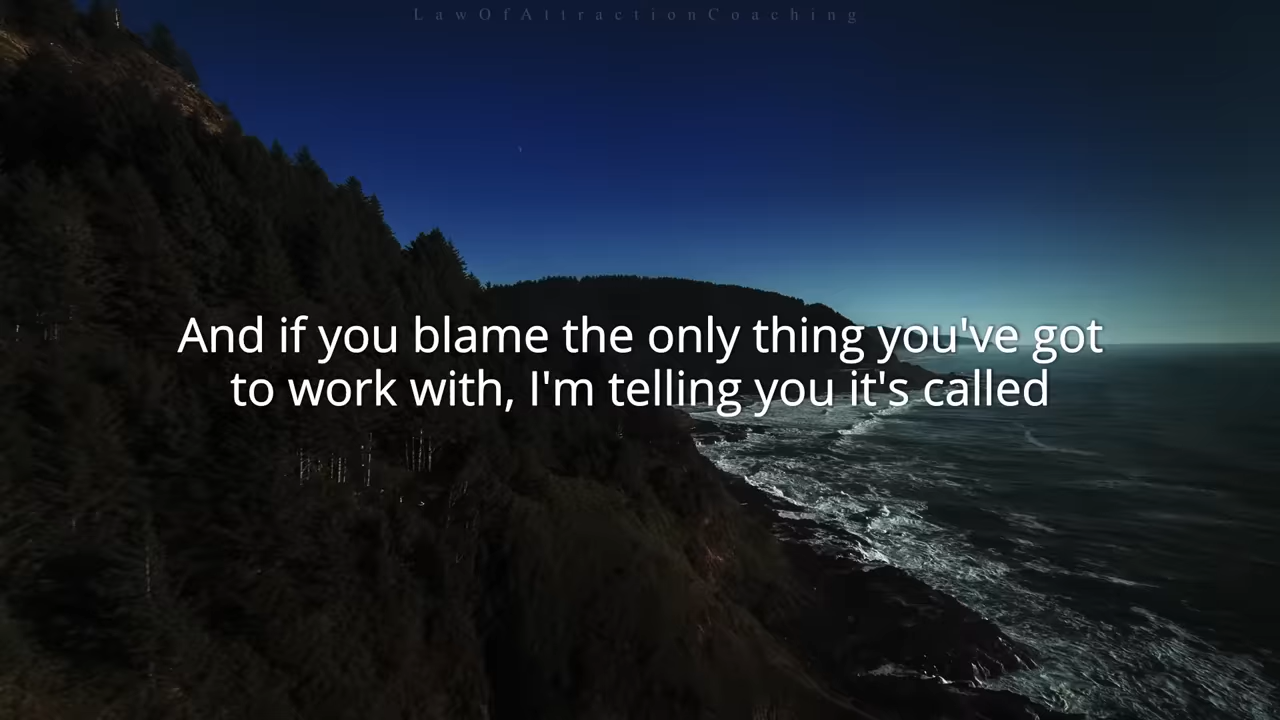 LawOfAttractionCoaching
And if you blame the only thing you've got
to work with, I'm telling you it's called